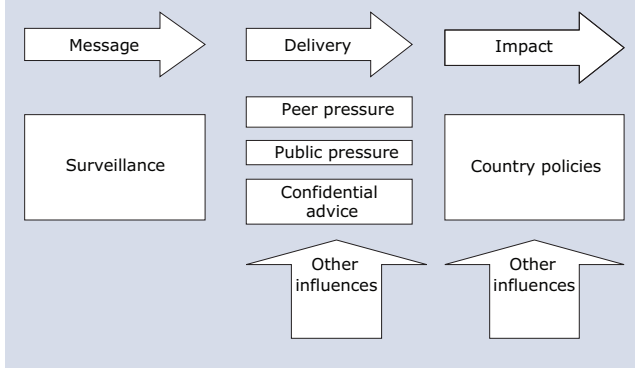 Message
Delivery
Impact
Surveillance
Peer pressure
Public pressure
Confidential
advice
Country policies
Other
influences
Other
influences